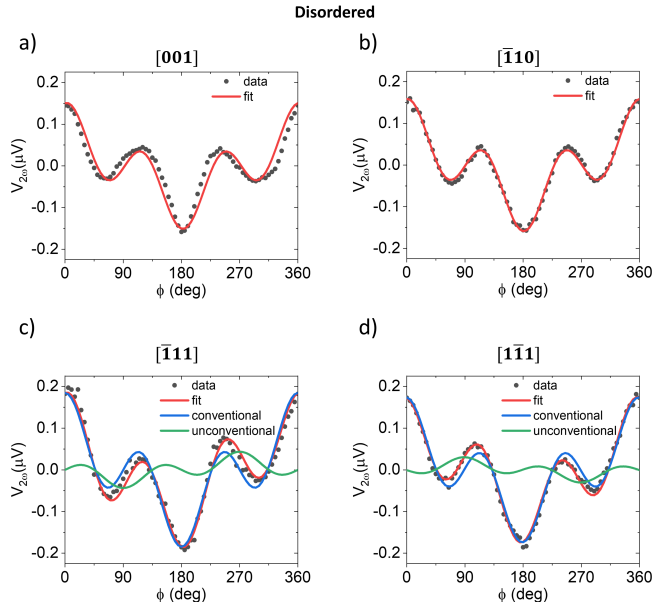 Disordered
a)
[001]
V2ω(μV)
0.2
0.1
0.0
-0.1
-0.2
data
fit
0 90 180 270 360
ϕ (deg)
b)
[1̅10]
V2ω(μV)
0.2
0.1
0.0
-0.1
-0.2
data
fit
0 90 180 270 360
ϕ (deg)
c)
[1̅11]
V2ω(μV)
0.2
0.1
0.0
-0.1
-0.2
data
fit
conventional
unconventional
0 90 180 270 360
ϕ (deg)
d)
[11̅1]
V2ω(μV)
0.2
0.1
0.0
-0.1
-0.2
data
fit
conventional
unconventional
0 90 180 270 360
ϕ (deg)